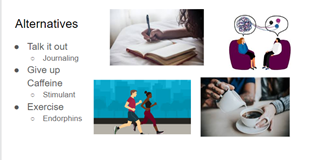 Alternatives
● Talk it out
○ Journaling
● Give up
Caffeine
○ Stimulant
● Exercise
○ Endorphins